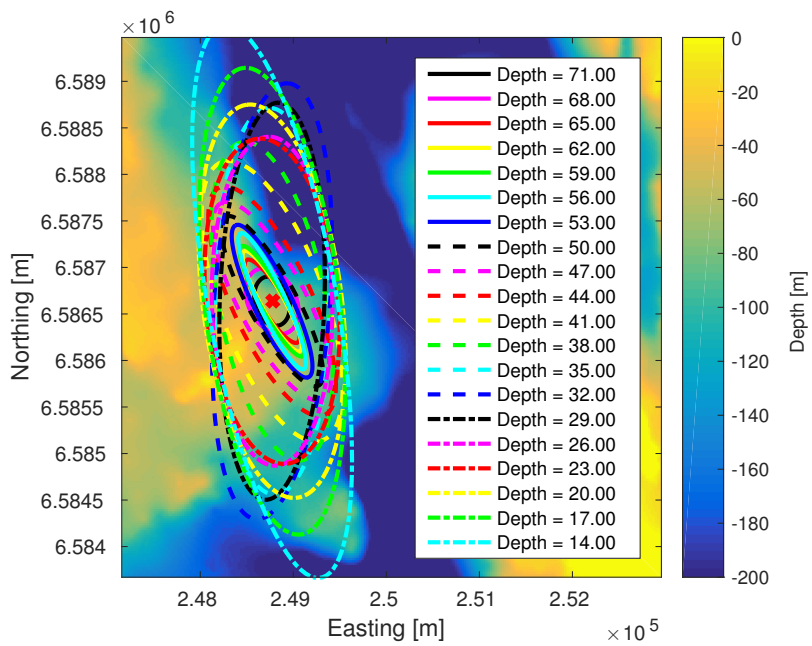 × 10 6
6.589
6.5885
6.588
6.5875
6.587
6.5865
6.586
6.5855
6.585
6.5845
6.584
Northing [m]
2.48 2.49 2.5 2.51 2.52
Easting [m]
× 10 5
Depth = 71.00
Depth = 68.00
Depth = 65.00
Depth = 62.00
Depth = 59.00
Depth = 56.00
Depth = 53.00
Depth = 50.00
Depth = 47.00
Depth = 44.00
Depth = 41.00
Depth = 38.00
Depth = 35.00
Depth = 32.00
Depth = 29.00
Depth = 26.00
Depth = 23.00
Depth = 20.00
Depth = 17.00
Depth = 14.00
0
-20
-40
-60
-80
-100
-120
-140
-160
-180
-200
Depth [m]